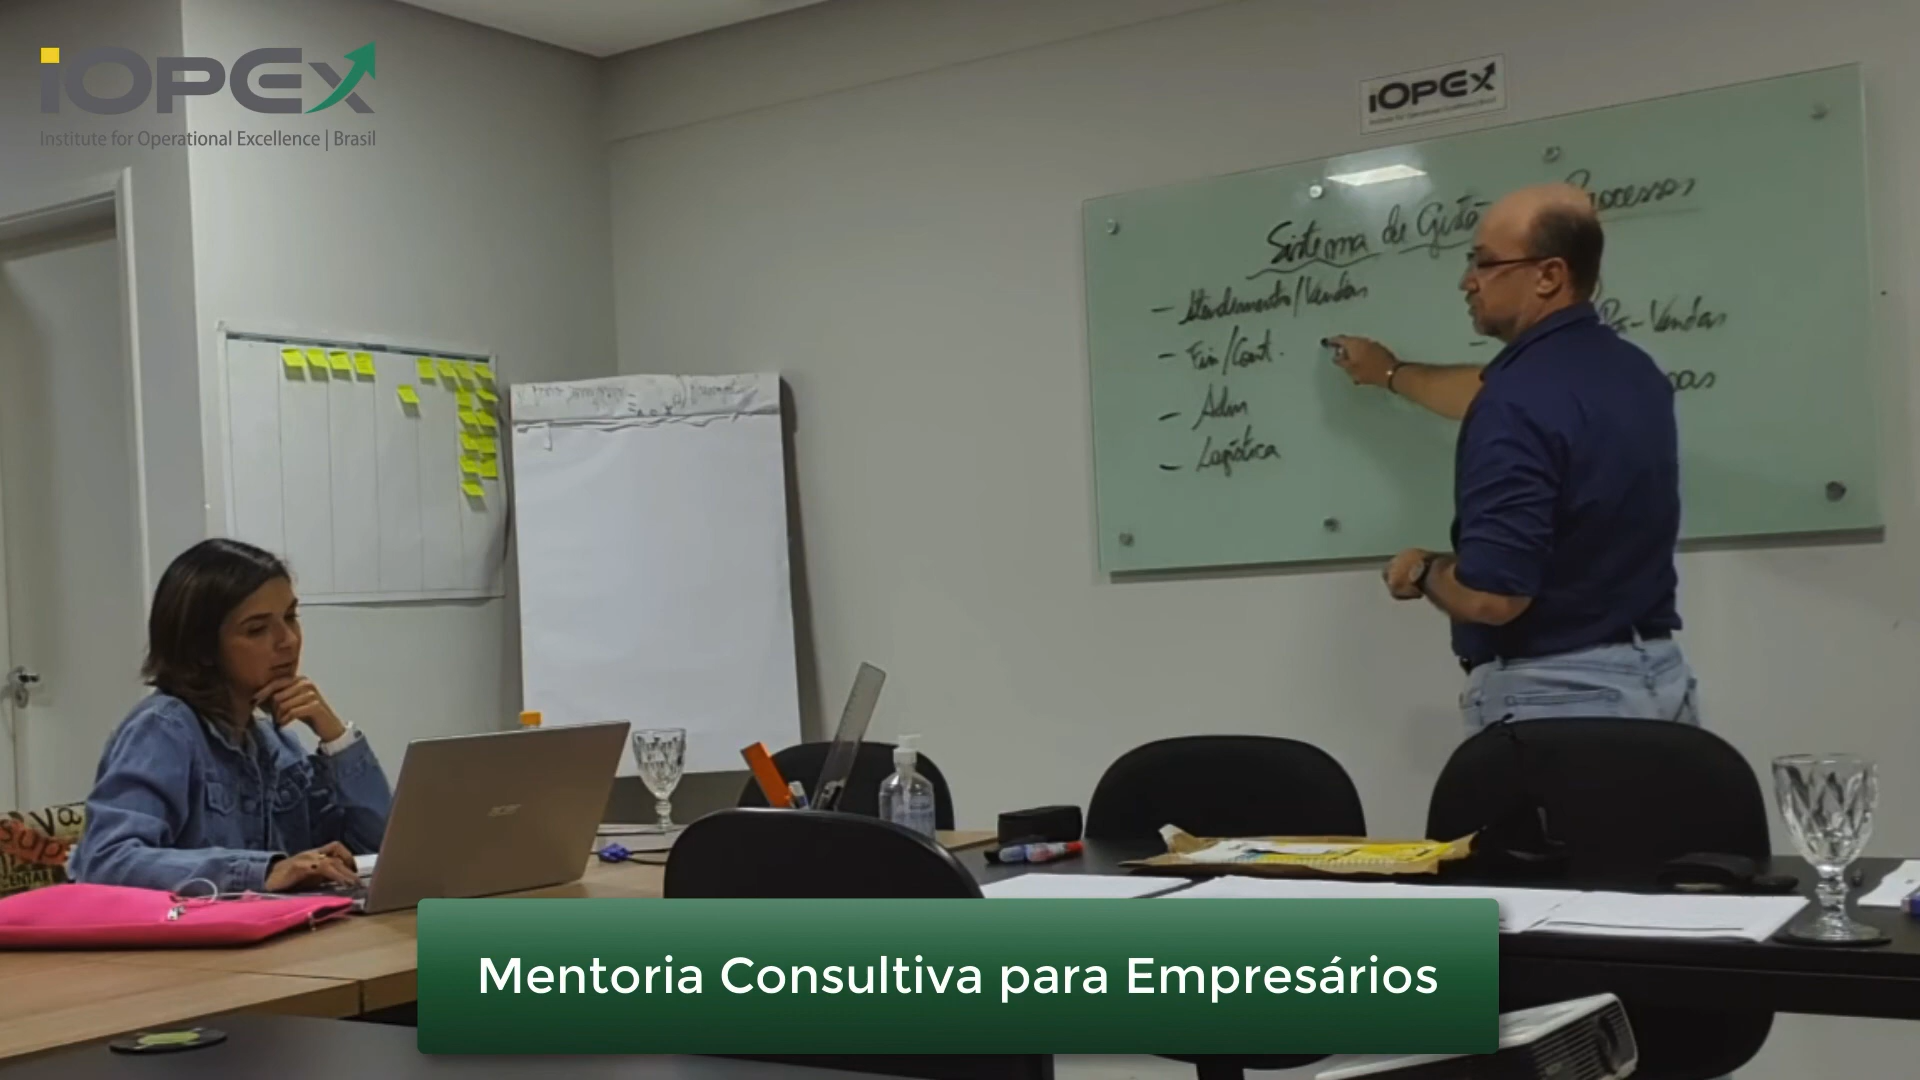 iOPEx
Institute for Operational Excellence | Brasil
iOPEx
Sistema de Gestão Processos
- Atendimento/Vendas
- Fin/Cont.
- Adm
- Logística
Pós-Vendas
acer
Mentoria Consultiva para Empresários